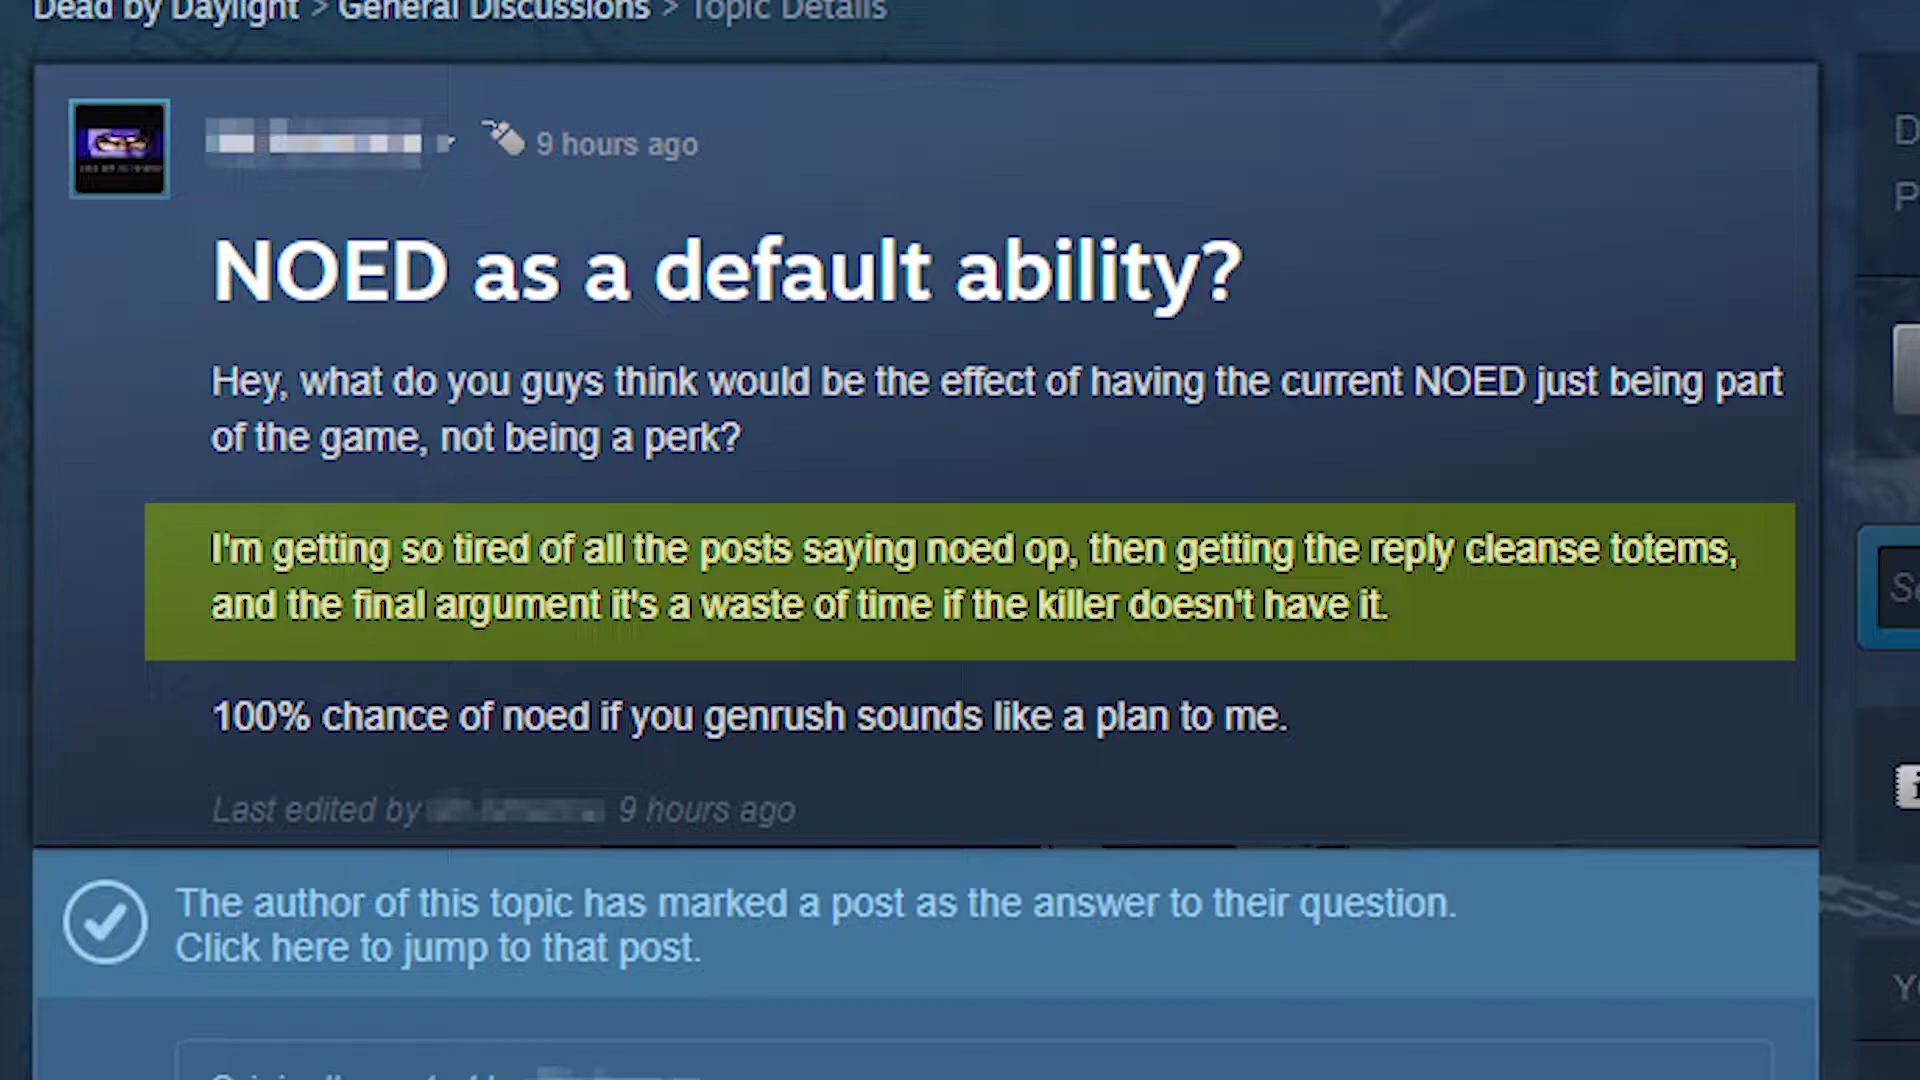 Dead by Daylight > General Discussions > Topic Details
9 hours ago
NOED as a default ability?
Hey, what do you guys think would be the effect of having the current NOED just being part
of the game, not being a perk?
I'm getting so tired of all the posts saying noed op, then getting the reply cleanse totems,
and the final argument it's a waste of time if the killer doesn't have it.
100% chance of noed if you genrush sounds like a plan to me.
Last edited by 9 hours ago
The author of this topic has marked a post as the answer to their question.
Click here to jump to that post.